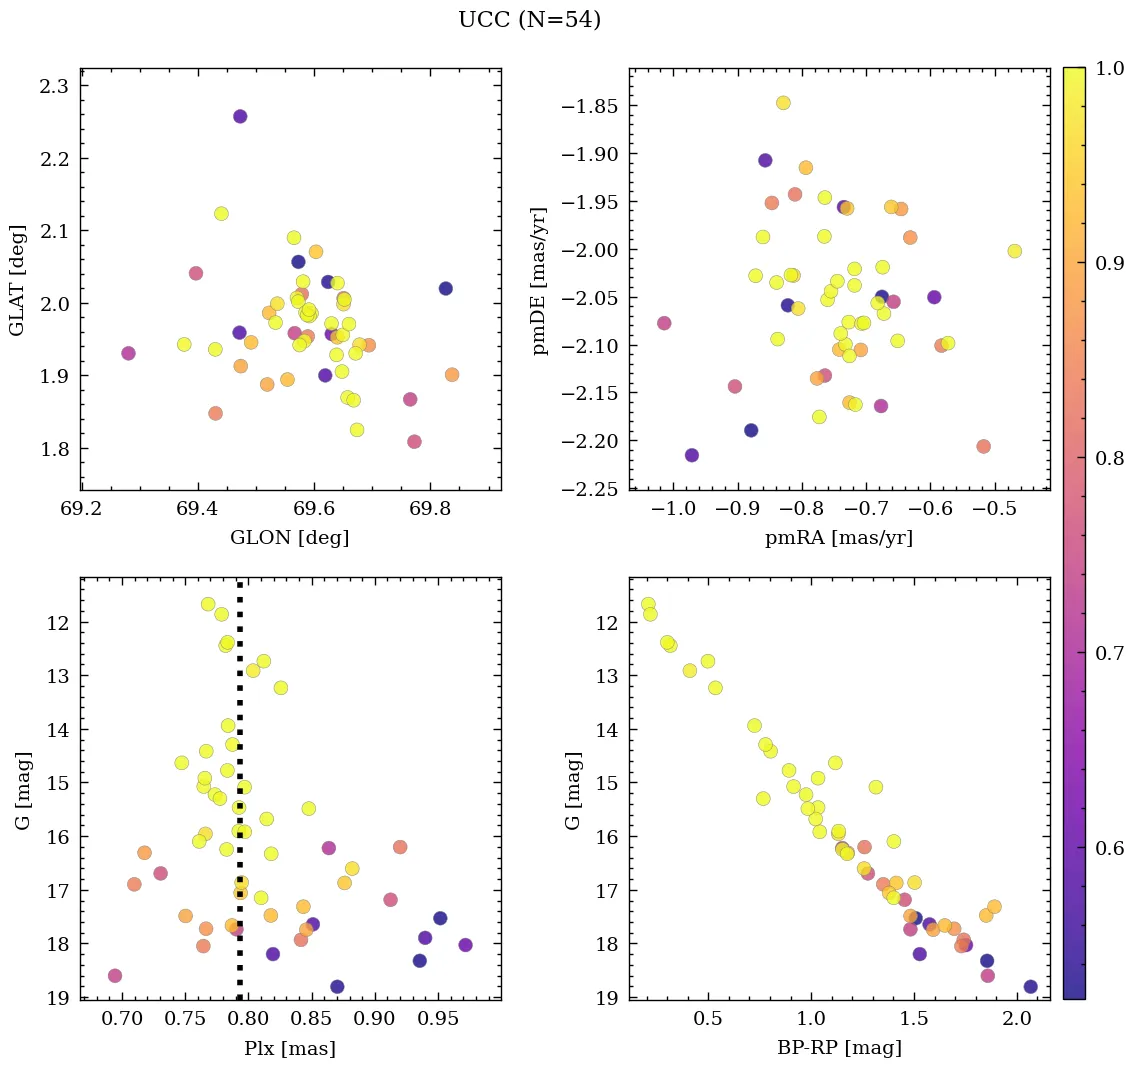 UCC (N=54)
2.3
2.2
2.1
2.0
1.9
1.8
GLAT [deg]
69.2 69.4 69.6 69.8
GLON [deg]
−1.85
−1.90
−1.95
−2.00
−2.05
−2.10
−2.15
−2.20
−2.25
pmDE [mas/yr]
−1.0 −0.9 −0.8 −0.7 −0.6 −0.5
pmRA [mas/yr]
12
13
14
15
16
17
18
19
G [mag]
0.70 0.75 0.80 0.85 0.90 0.95
Plx [mas]
12
13
14
15
16
17
18
19
G [mag]
0.5 1.0 1.5 2.0
BP-RP [mag]
1.0
0.9
0.8
0.7
0.6